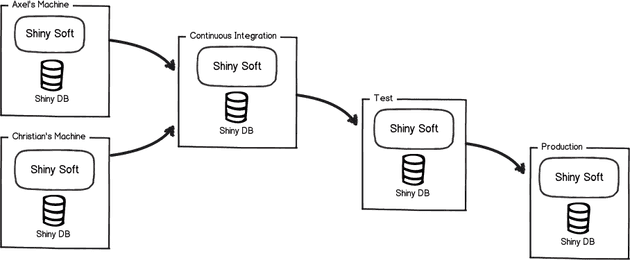 Axel's Machine
Shiny Soft
Shiny DB
Christian's Machine
Shiny Soft
Shiny DB
Continuous Integration
Shiny Soft
Shiny DB
Test
Shiny Soft
Shiny DB
Production
Shiny Soft
Shiny DB